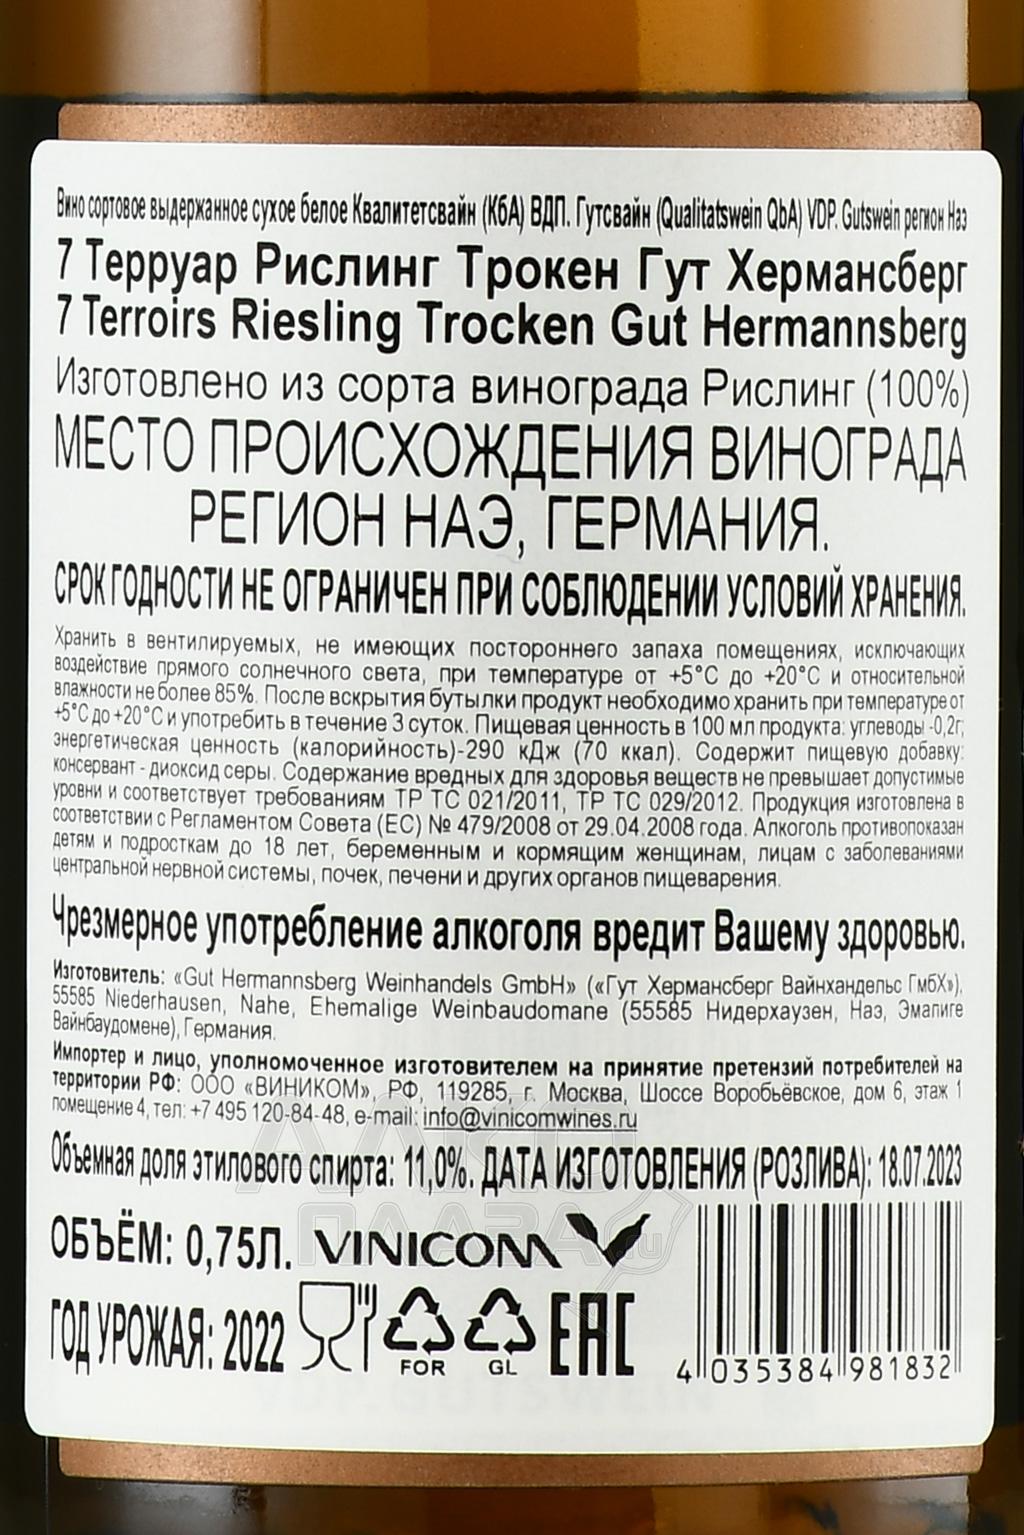 Вино сортовое выдержанное сухое белое Квалитетсвайн (КбА) ВДП. Гутсвайн (Qualitatswein QbA) VDP. Gutswein регион Наэ
7 Терруар Рислинг Трокен Гут Хермансберг
7 Terroirs Riesling Trocken Gut Hermannsberg
Изготовлено из сорта винограда Рислинг (100%)
МЕСТО ПРОИСХОЖДЕНИЯ ВИНОГРАДА
РЕГИОН НАЭ, ГЕРМАНИЯ.
СРОК ГОДНОСТИ НЕ ОГРАНИЧЕН ПРИ СОБЛЮДЕНИИ УСЛОВИЙ ХРАНЕНИЯ.
Хранить в вентилируемых, не имеющих постороннего запаха помещениях, исключающих
воздействие прямого солнечного света, при температуре от +5°С до +20°С и относительной
влажности не более 85%. После вскрытия бутылки продукт необходимо хранить при температуре от
+5°С до +20°С и употребить в течение 3 суток. Пищевая ценность в 100 мл продукта: углеводы -0,2г;
энергетическая ценность (калорийность)-290 кДж (70 ккал). Содержит пищевую добавку:
консервант - диоксид серы. Содержание вредных для здоровья веществ не превышает допустимые
уровни и соответствует требованиям ТР ТС 021/2011, ТР ТС 029/2012. Продукция изготовлена в
соответствии с Регламентом Совета (ЕС) № 479/2008 от 29.04.2008 года. Алкоголь противопоказан
детям и подросткам до 18 лет, беременным и кормящим женщинам, лицам с заболеваниями
центральной нервной системы, почек, печени и других органов пищеварения.
Чрезмерное употребление алкоголя вредит Вашему здоровью.
Изготовитель: «Gut Hermannsberg Weinhandels GmbH» («Гут Хермансберг Вайнхандельс ГмбХ»),
55585 Niederhausen, Nahe, Ehemalige Weinbaudomane (55585 Нидерхаузен, Наэ, Эмалиге
Вайнбаудомене), Германия.
Импортер и лицо, уполномоченное изготовителем на принятие претензий потребителей на
территории РФ: ООО «ВИНИКОМ», РФ, 119285, г. Москва, Шоссе Воробьёвское, дом 6, этаж 1
помещение 4, тел: +7 495 120-84-48, e-mail: info@vinicomwines.ru
Объемная доля этилового спирта: 11,0%. ДАТА ИЗГОТОВЛЕНИЯ (РОЗЛИВА): 18.07.2023
ОБЪЁМ: 0,75Л. VINICOM
ГОД УРОЖАЯ: 2022
FOR GL EAC
4 035384 981832
АЛКО
ПЛАЗА.ru